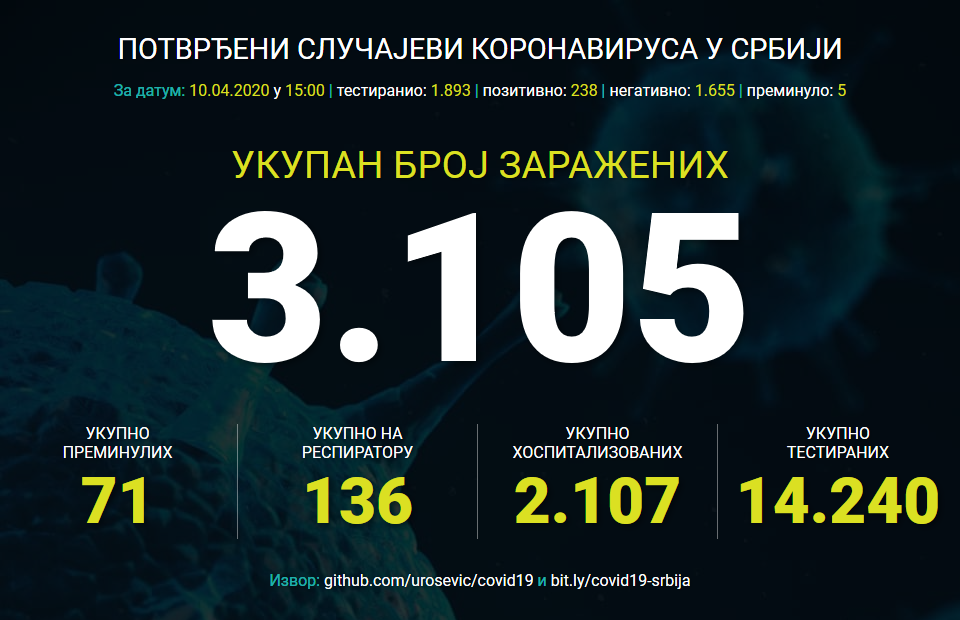 ПОТВРЂЕНИ СЛУЧАЈЕВИ КОРОНАВИРУСА У СРБИЈИ
За датум: 10.04.2020 у 15:00 | тестиранио: 1.893 | позитивно: 238 | негативно: 1.655 | преминуло: 5
УКУПАН БРОЈ ЗАРАЖЕНИХ
3.105
УКУПНО
ПРЕМИНУЛИХ
71
УКУПНО НА
РЕСПИРАТОРУ
136
УКУПНО
ХОСПИТАЛИЗОВАНИХ
2.107
УКУПНО
ТЕСТИРАНИХ
14.240
Извор: github.com/urosevic/covid19 и bit.ly/covid19-srbija